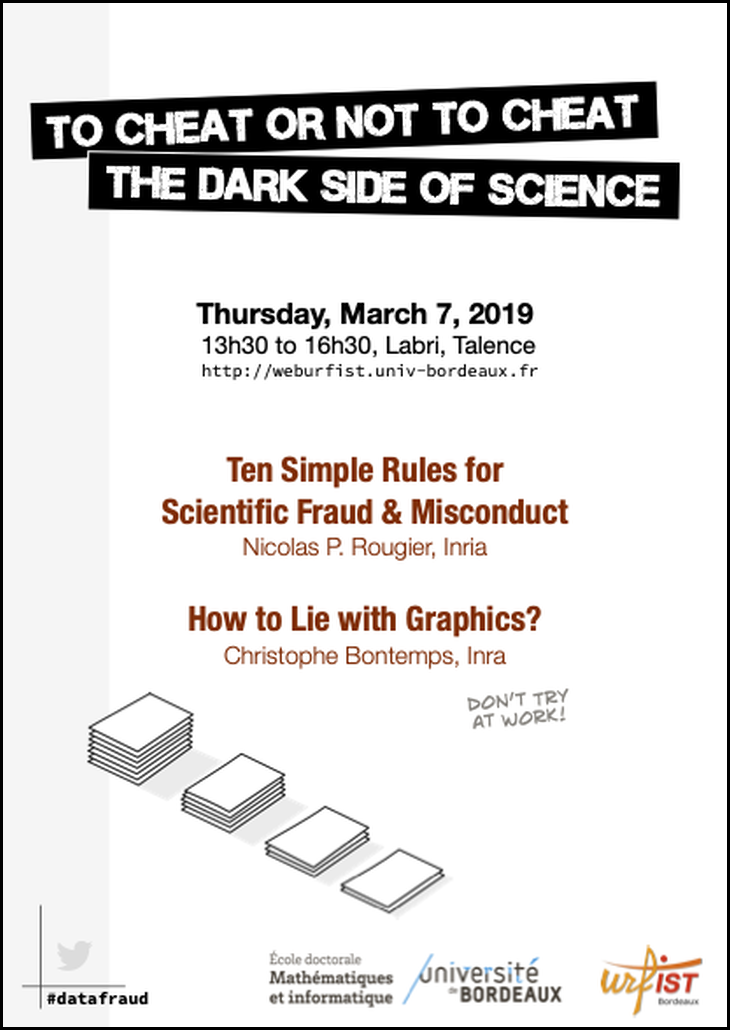 TO CHEAT OR NOT TO CHEAT
THE DARK SIDE OF SCIENCE
Thursday, March 7, 2019
13h30 to 16h30, Labri, Talence
http://weburfist.univ-bordeaux.fr
Ten Simple Rules for
Scientific Fraud & Misconduct
Nicolas P. Rougier, Inria
How to Lie with Graphics?
Christophe Bontemps, Inra
DON'T TRY
AT WORK!
#datafraud
École doctorale
Mathématiques
et informatique
université
de BORDEAUX
urfIST
Bordeaux